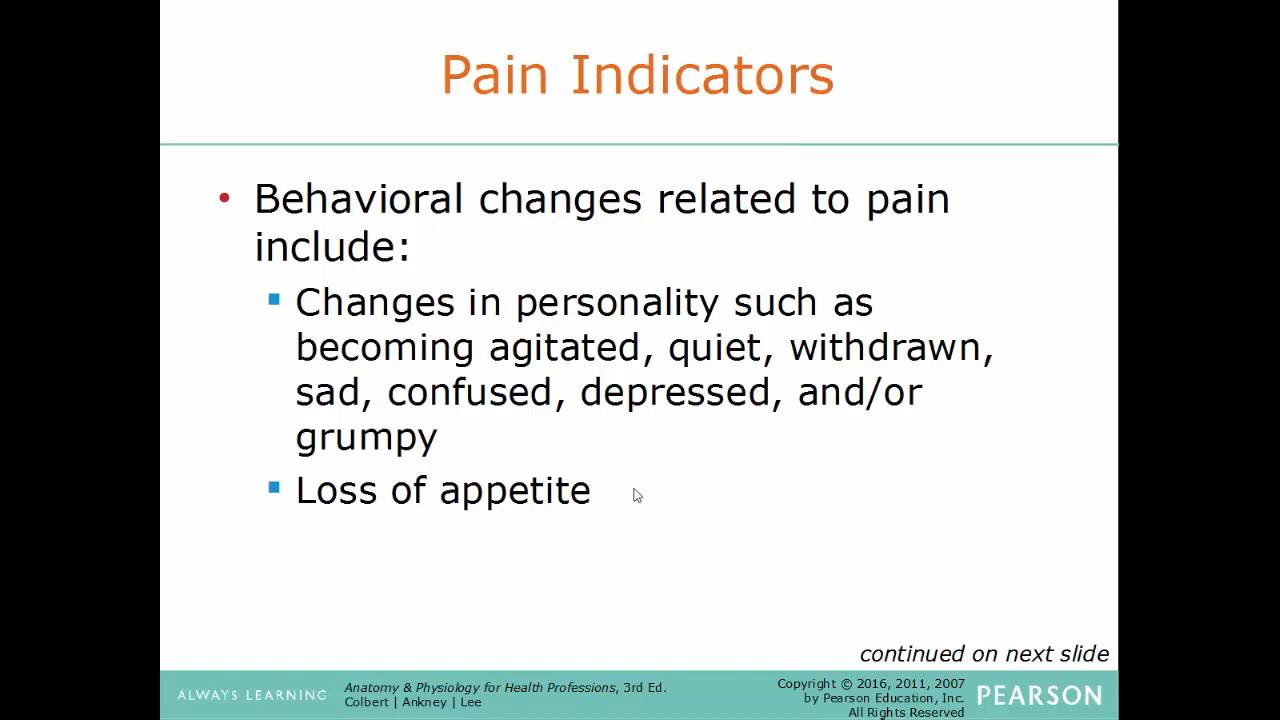 Pain Indicators
• Behavioral changes related to pain
include:
▪ Changes in personality such as
becoming agitated, quiet, withdrawn,
sad, confused, depressed, and/or
grumpy
▪ Loss of appetite
continued on next slide
ALWAYS LEARNING
Anatomy & Physiology for Health Professions, 3rd Ed.
Colbert | Ankney | Lee
Copyright © 2016, 2011, 2007
by Pearson Education, Inc.
All Rights Reserved
PEARSON